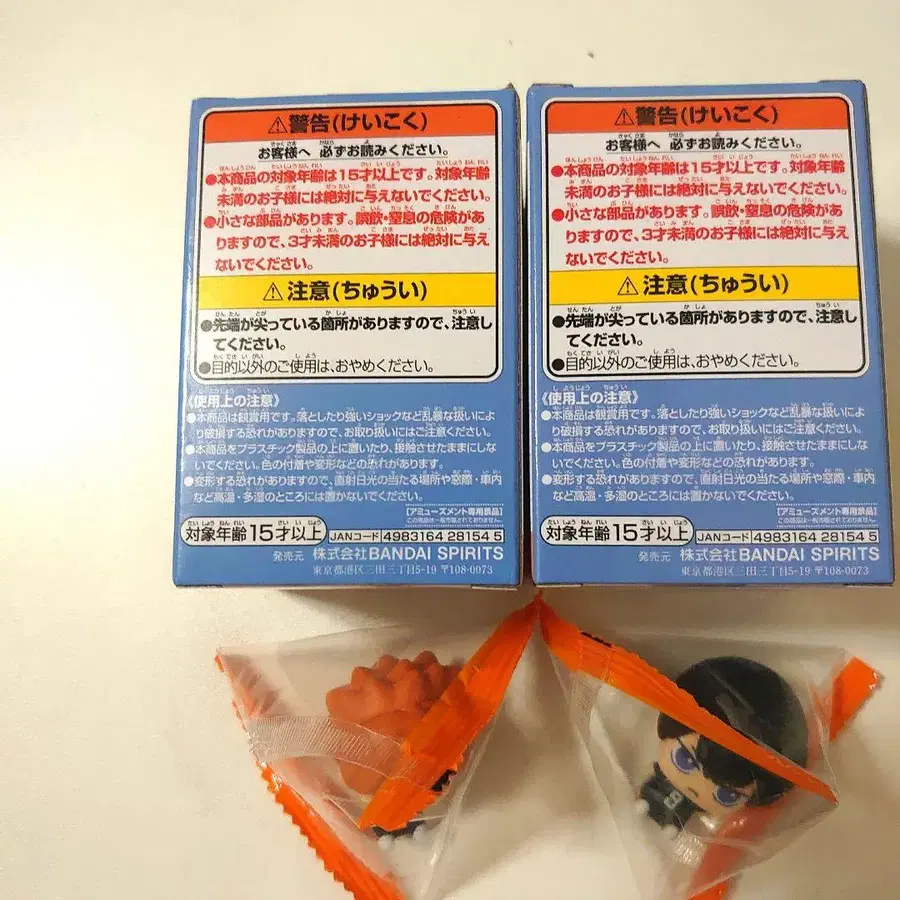 ⚠警告(けいこく)
お客様へ 必ずお読みください。
●本商品の対象年齢は15才以上です。対象年齢
未満のお子様には絶対に与えないでください。
●小さな部品があります。誤飲・窒息の危険があ
りますので、3才未満のお子様には絶対に与え
ないでください。
⚠注意(ちゅうい)
●先端が尖っている箇所がありますので、注意し
てください。
●目的以外のご使用は、おやめください。
《使用上の注意》
●本商品は観賞用です。落としたり強いショックなど乱暴な扱いによ
り破損する恐れがありますので、お取り扱いにはご注意ください。
●本商品をプラスチック製品の上に置いたり、接触させたままにしな
いでください。色の付着や変形などの恐れがあります。
●変形する恐れがありますので、直射日光の当たる場所や窓際・車内
など高温・多湿のところには置かないでください。
【アミューズメント専用景品】
この商品は一般市販されておりません。
対象年齢15才以上 JANコード 4983164 28154 5
発売元 株式会社BANDAI SPIRITS
東京都港区三田三丁目5-19 〒108-0073
⚠警告(けいこく)
お客様へ 必ずお読みください。
●本商品の対象年齢は15才以上です。対象年齢
未満のお子様には絶対に与えないでください。
●小さな部品があります。誤飲・窒息の危険があ
りますので、3才未満のお子様には絶対に与え
ないでください。
⚠注意(ちゅうい)
●先端が尖っている箇所がありますので、注意し
てください。
●目的以外のご使用は、おやめください。
《使用上の注意》
●本商品は観賞用です。落としたり強いショックなど乱暴な扱いによ
り破損する恐れがありますので、お取り扱いにはご注意ください。
●本商品をプラスチック製品の上に置いたり、接触させたままにしな
いでください。色の付着や変形などの恐れがあります。
●変形する恐れがありますので、直射日光の当たる場所や窓際・車内
など高温・多湿のところには置かないでください。
【アミューズメント専用景品】
この商品は一般市販されておりません。
対象年齢15才以上 JANコード 4983164 28154 5
発売元 株式会社BANDAI SPIRITS
東京都港区三田三丁目5-19 〒108-0073